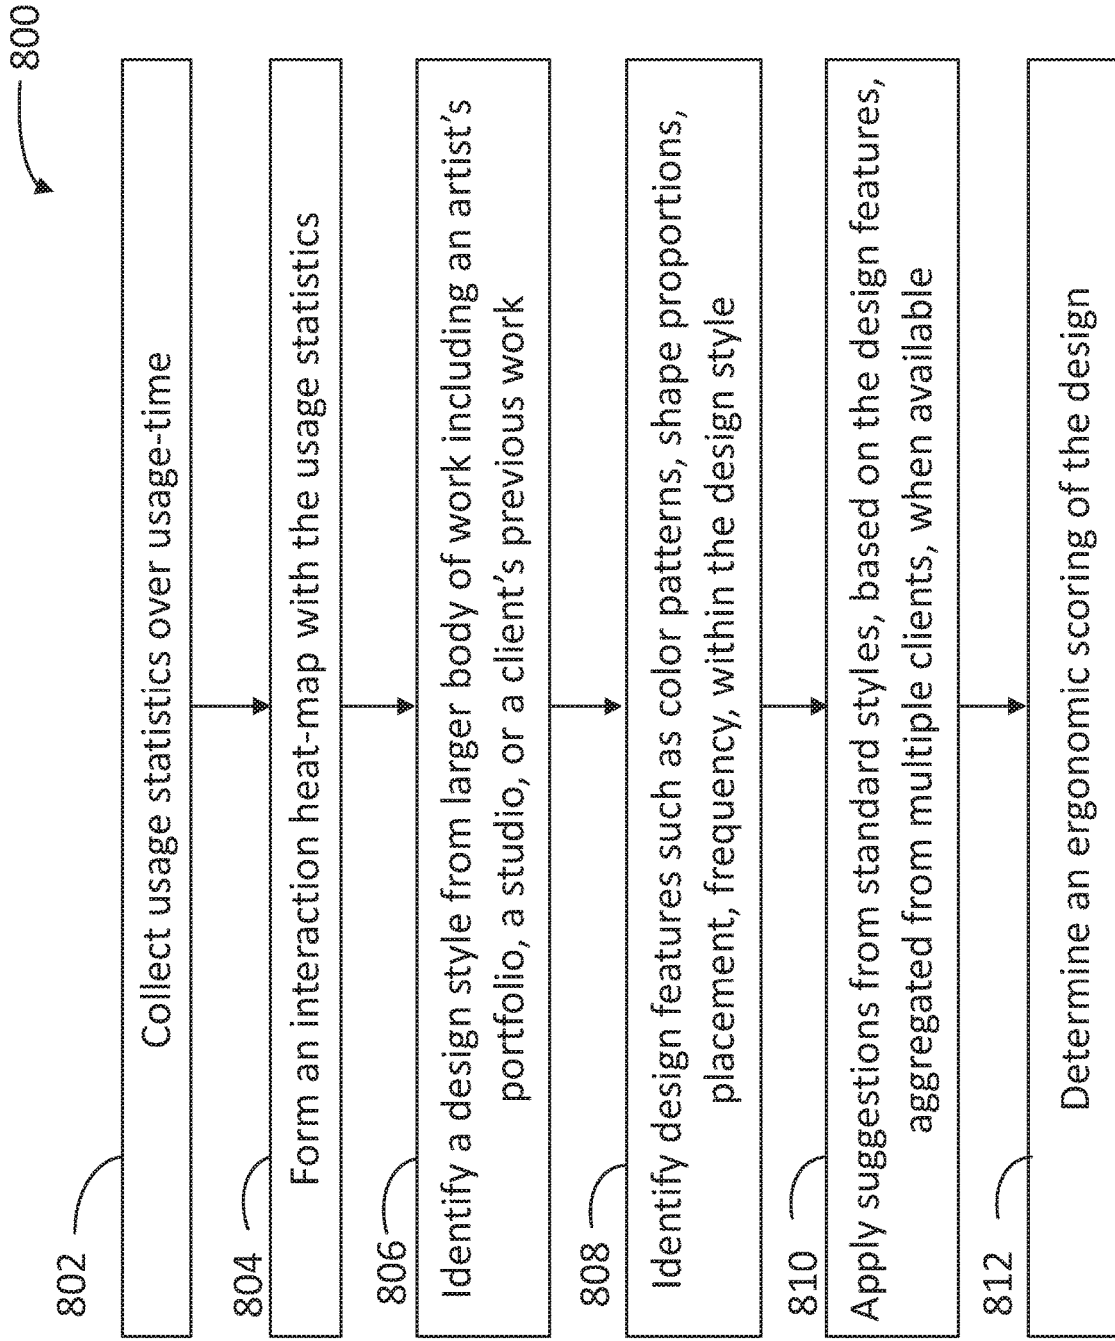 800
802
Collect usage statistics over usage-time
804
Form an interaction heat-map with the usage statistics
806
Identify a design style from larger body of work including an artist's
portfolio, a studio, or a client's previous work
808
Identify design features such as color patterns, shape proportions,
placement, frequency, within the design style
810
Apply suggestions from standard styles, based on the design features,
aggregated from multiple clients, when available
812
Determine an ergonomic scoring of the design